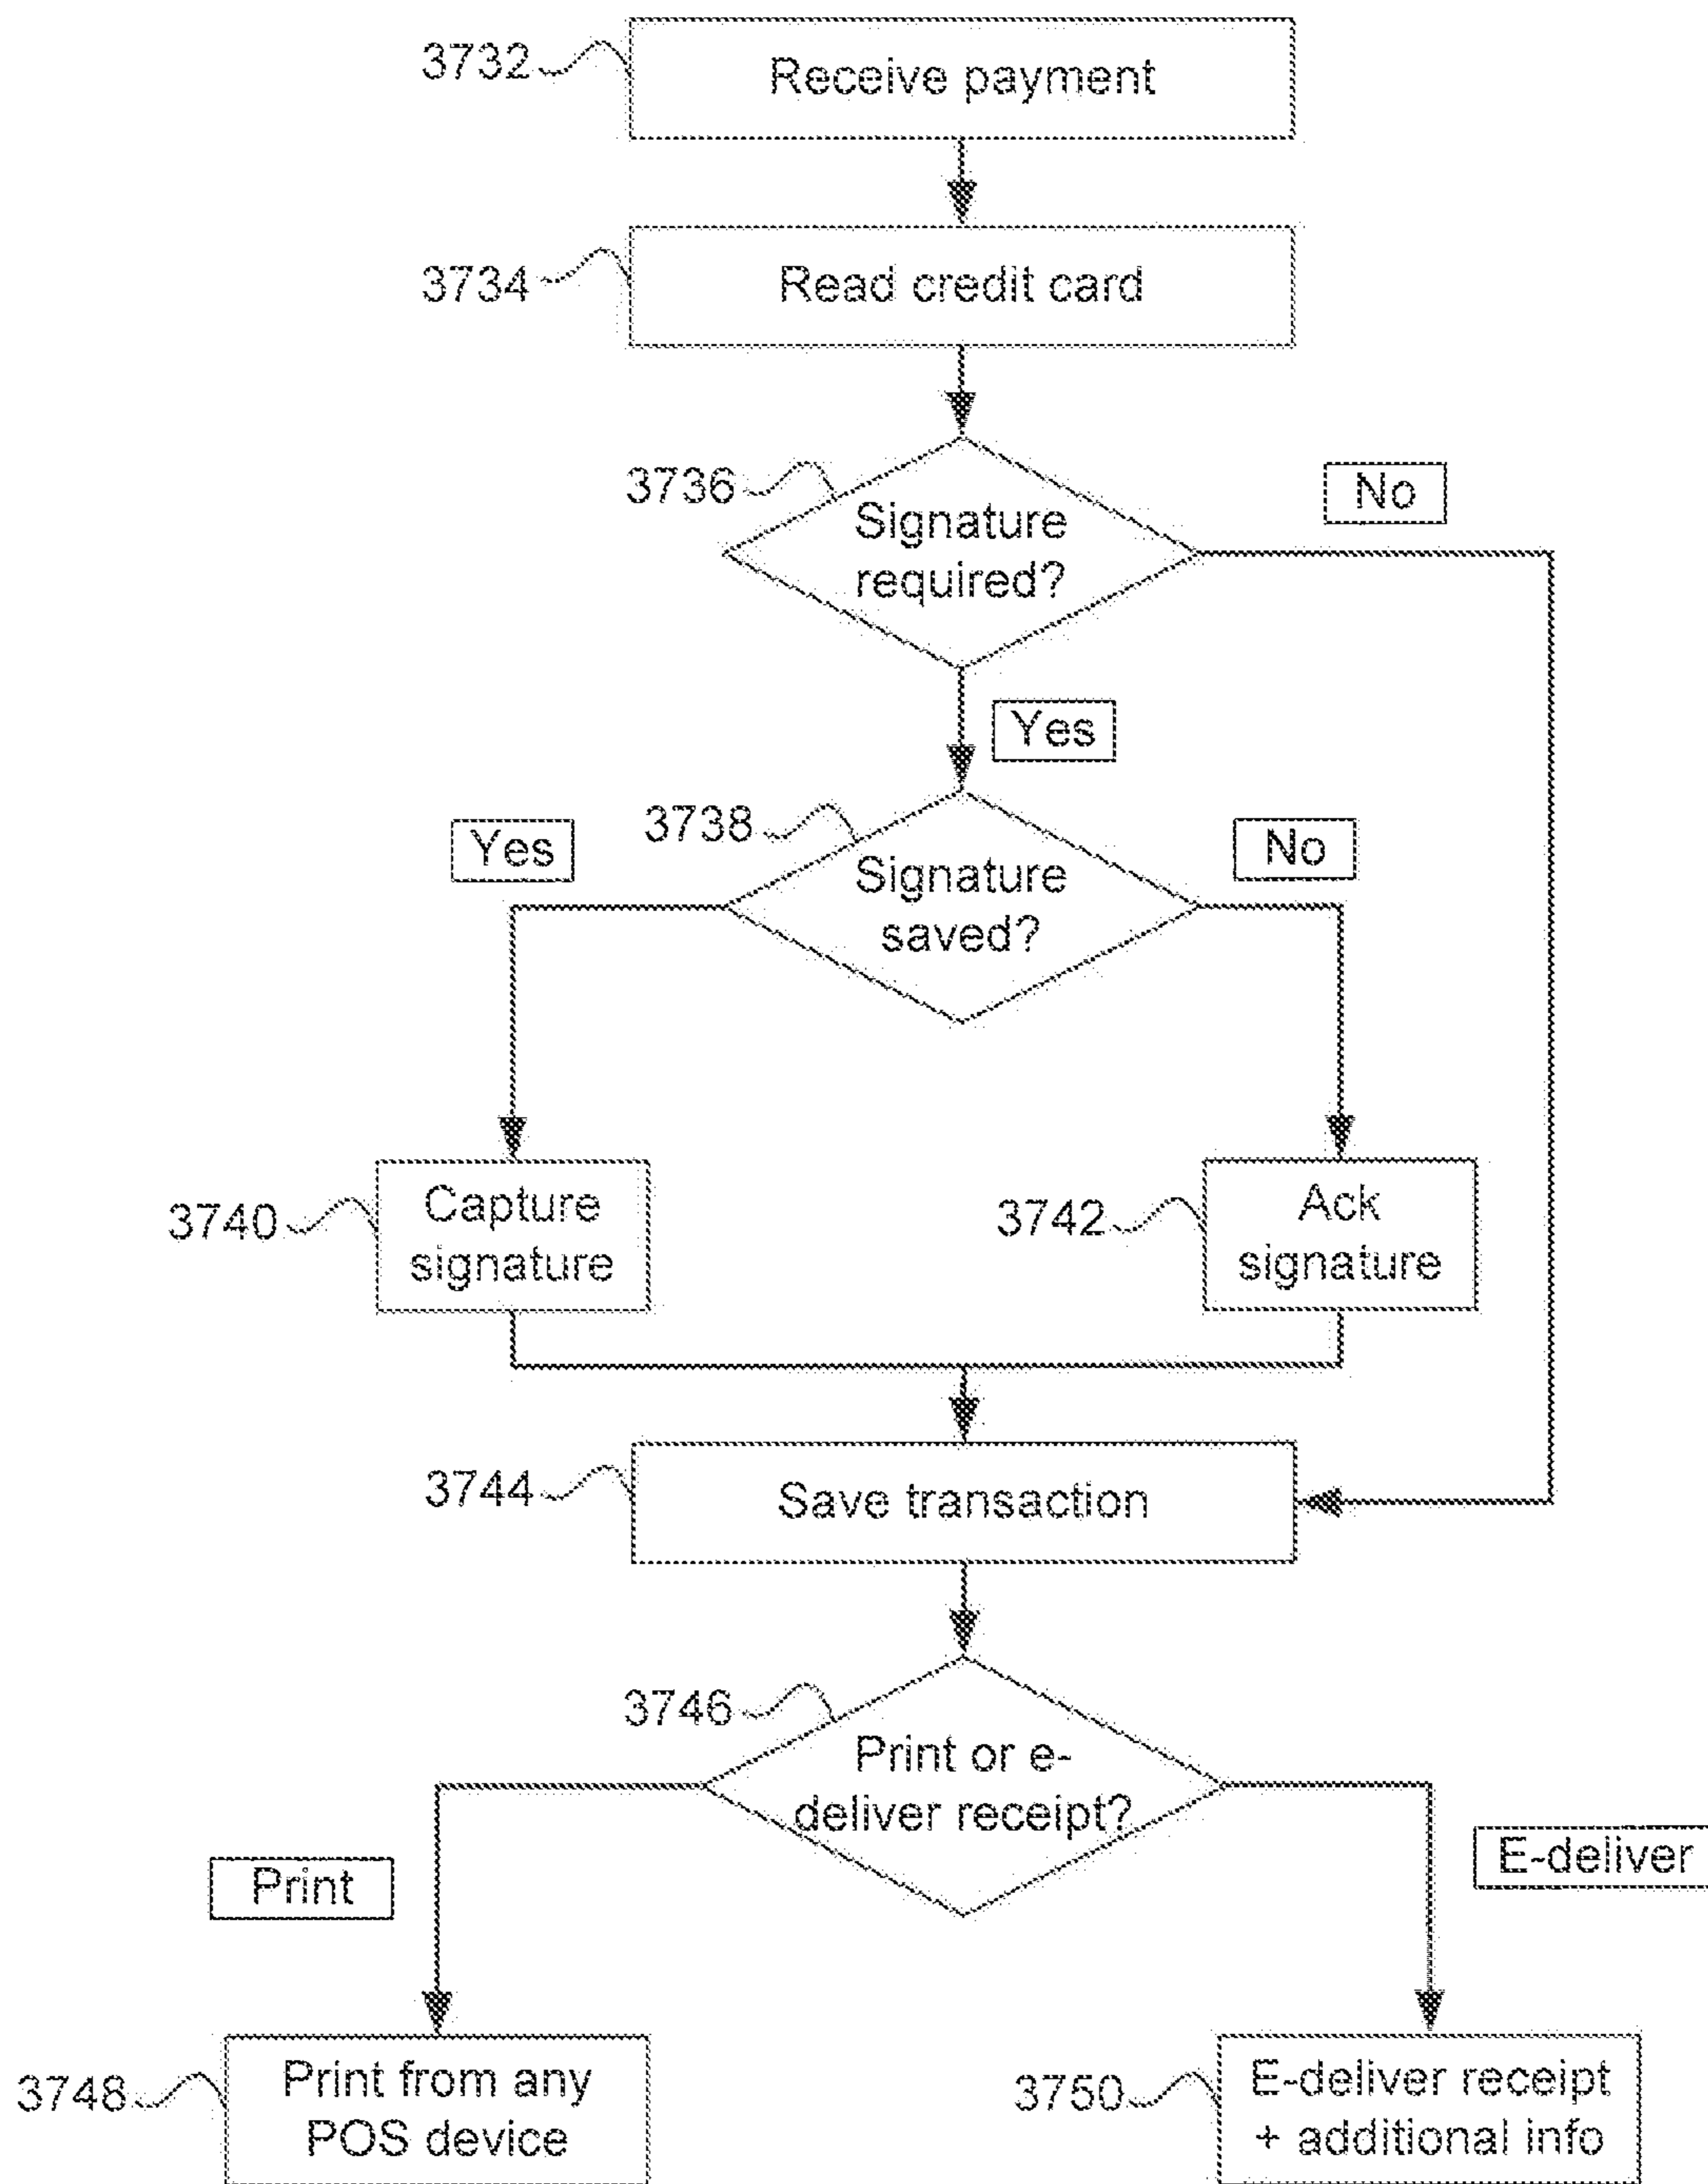 3732
Receive payment
3734
Read credit card
3736
Signature
required?
No
Yes
3738
Signature
saved?
Yes
No
3740
Capture
signature
3742
Ack
signature
3744
Save transaction
3746
Print or e-
deliver receipt?
Print
E-deliver
3748
Print from any
POS device
3750
E-deliver receipt
+ additional info